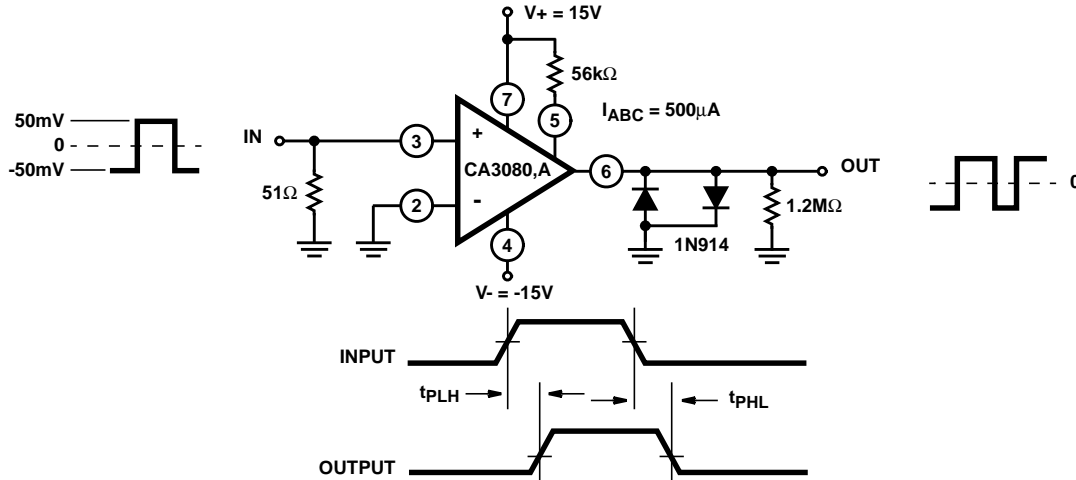 V+ = 15V
56kΩ
7
5
I_ABC = 500μA
50mV
0
-50mV
IN
3
+
CA3080,A
6
OUT
0
51Ω
2
-
4
1N914
1.2MΩ
V- = -15V
INPUT
t_PLH
t_PHL
OUTPUT